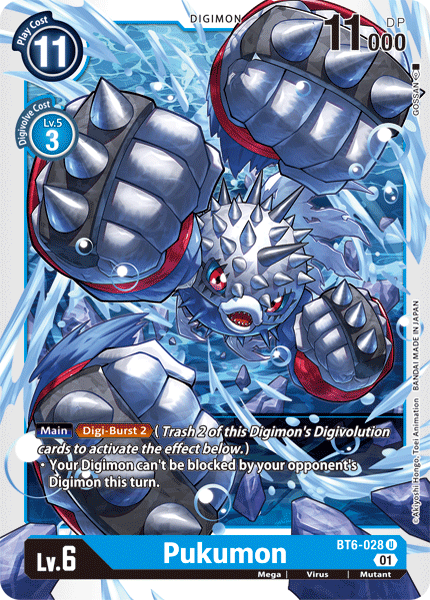 Play Cost
11
DIGIMON
DP
11000
Digivolve Cost
Lv.5
3
GOSSAN
©Akiyoshi Hongo, Toei Animation BANDAI MADE IN JAPAN
Main Digi-Burst 2 (Trash 2 of this Digimon's Digivolution
cards to activate the effect below.)
• Your Digimon can't be blocked by your opponent's
Digimon this turn.
Lv.6
Pukumon
BT6-028 U
01
Mega Virus Mutant